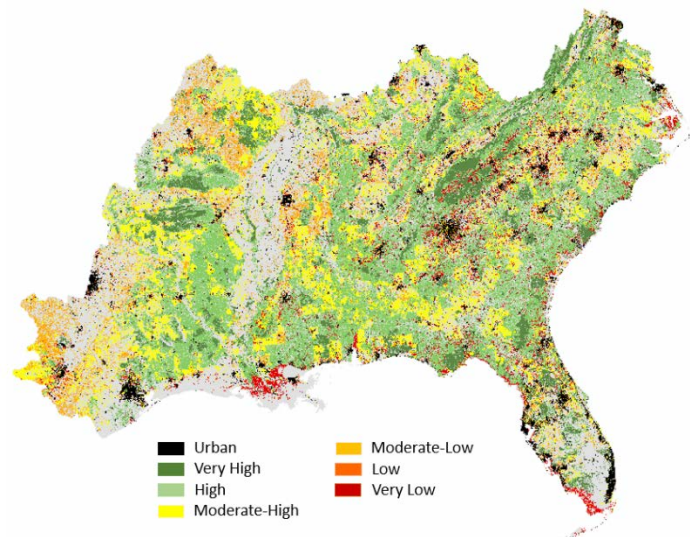 Urban
Very High
High
Moderate-High
Moderate-Low
Low
Very Low